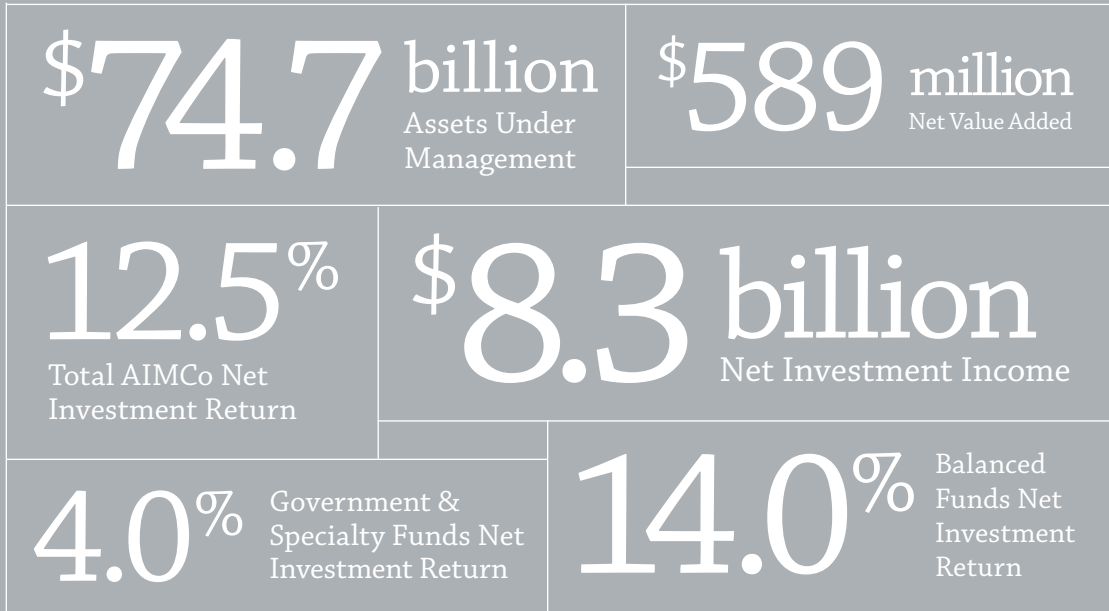 $74.7 billion
Assets Under
Management
$589 million
Net Value Added
12.5%
Total AIMCo Net
Investment Return
$8.3 billion
Net Investment Income
4.0%
Government &
Specialty Funds Net
Investment Return
14.0%
Balanced
Funds Net
Investment
Return